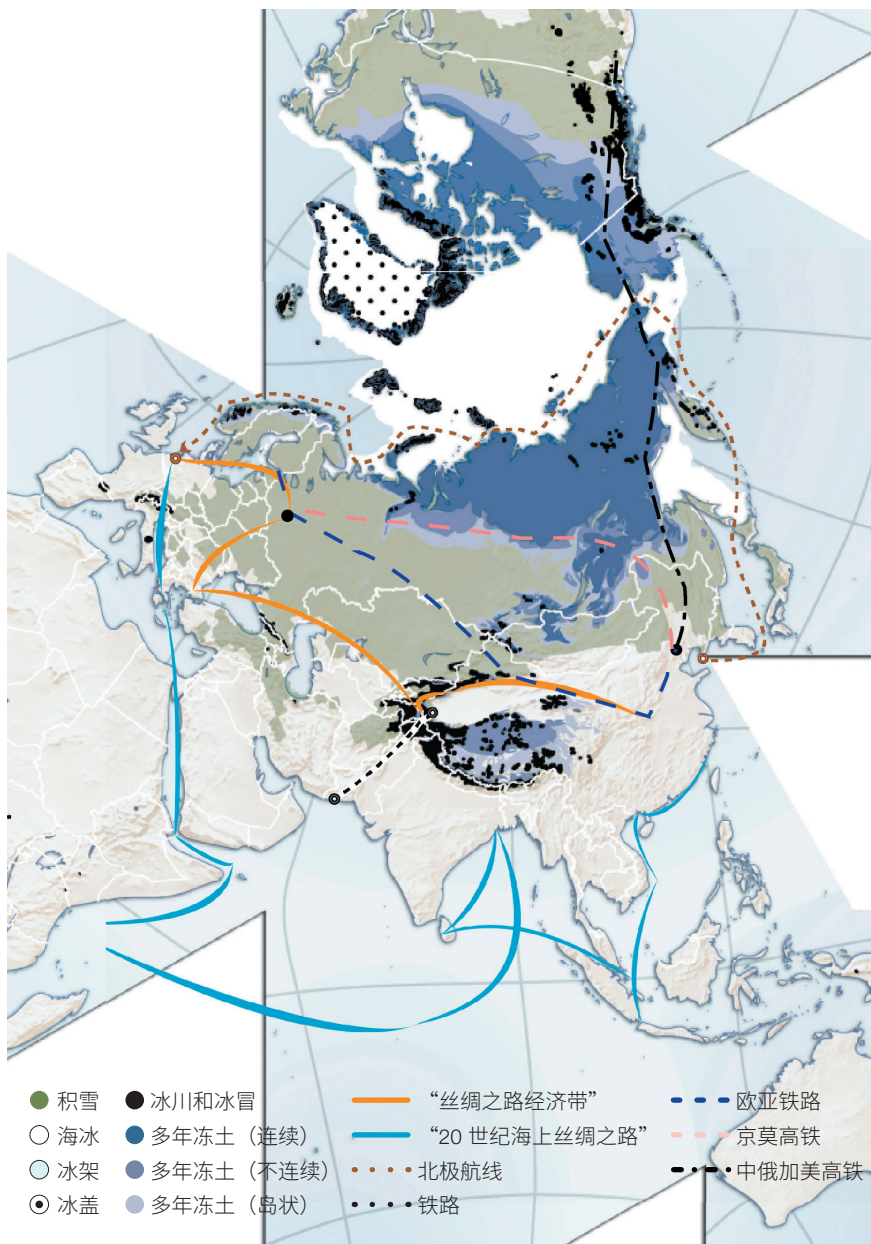 积雪 冰川和冰冒 “丝绸之路经济带” 欧亚铁路
海冰 多年冻土（连续） “20 世纪海上丝绸之路” 京莫高铁
冰架 多年冻土（不连续） 北极航线 中俄加美高铁
冰盖 多年冻土（岛状） 铁路